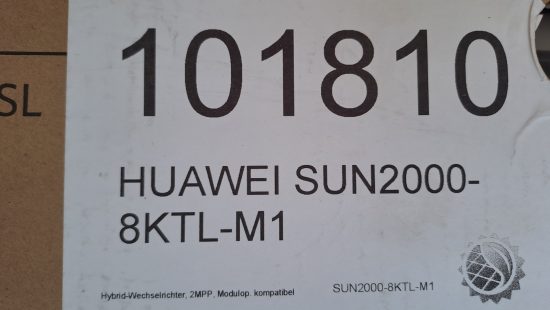 101810
SL
HUAWEI SUN2000-
8KTL-M1
Hybrid-Wechselrichter, 2MPP, Modulop. kompatibel
SUN2000-8KTL-M1